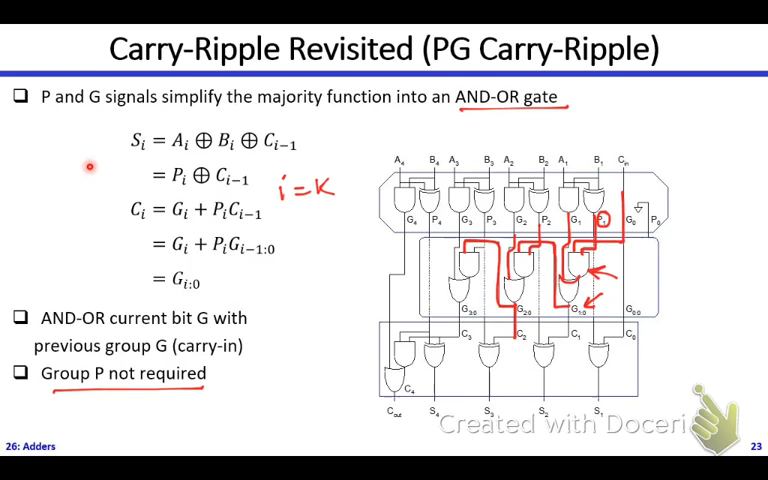 Carry-Ripple Revisited (PG Carry-Ripple)
❑ P and G signals simplify the majority function into an AND-OR gate
S_i = A_i ⊕ B_i ⊕ C_{i−1}
= P_i ⊕ C_{i−1}
i = K
C_i = G_i + P_i C_{i−1}
= G_i + P_i G_{i−1:0}
= G_{i:0}
❑ AND-OR current bit G with
previous group G (carry-in)
❑ Group P not required
A4 B4 A3 B3 A2 B2 A1 B1 Cin
G4 P4 G3 P3 G2 P2 G1 P1 G0 P0
G3:0 G2:0 G1:0 G0:0
C3 C2 C1 C0
C4
Cout S4 S3 S2 S1
Created with Doceri
26: Adders
23